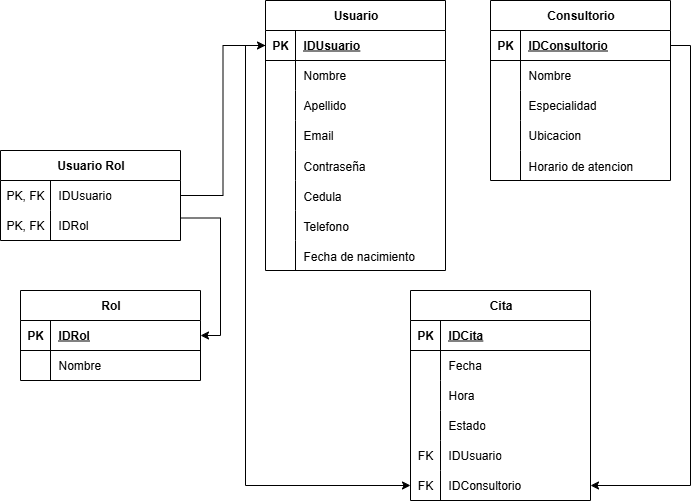 Usuario
PK IDUsuario
Nombre
Apellido
Email
Contraseña
Cedula
Telefono
Fecha de nacimiento
Consultorio
PK IDConsultorio
Nombre
Especialidad
Ubicacion
Horario de atencion
Usuario Rol
PK, FK IDUsuario
PK, FK IDRol
Rol
PK IDRol
Nombre
Cita
PK IDCita
Fecha
Hora
Estado
FK IDUsuario
FK IDConsultorio